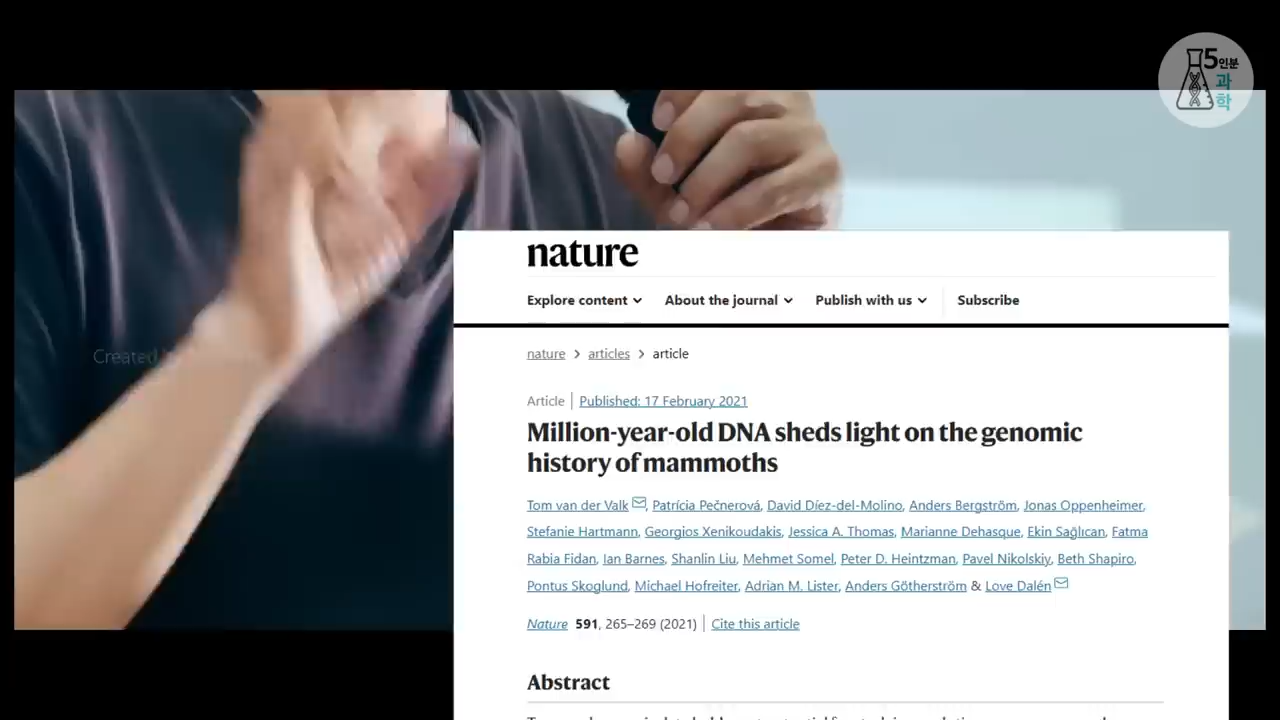 5인분
과
학
nature
Explore content
About the journal
Publish with us
Subscribe
nature > articles > article
Article | Published: 17 February 2021
Million-year-old DNA sheds light on the genomic
history of mammoths
Tom van der Valk, Patrícia Pečnerová, David Díez-del-Molino, Anders Bergström, Jonas Oppenheimer,
Stefanie Hartmann, Georgios Xenikoudakis, Jessica A. Thomas, Marianne Dehasque, Ekin Sağlıcan, Fatma
Rabia Fidan, Ian Barnes, Shanlin Liu, Mehmet Somel, Peter D. Heintzman, Pavel Nikolskiy, Beth Shapiro,
Pontus Skoglund, Michael Hofreiter, Adrian M. Lister, Anders Götherström & Love Dalén
Nature 591, 265–269 (2021) | Cite this article
Abstract
Created